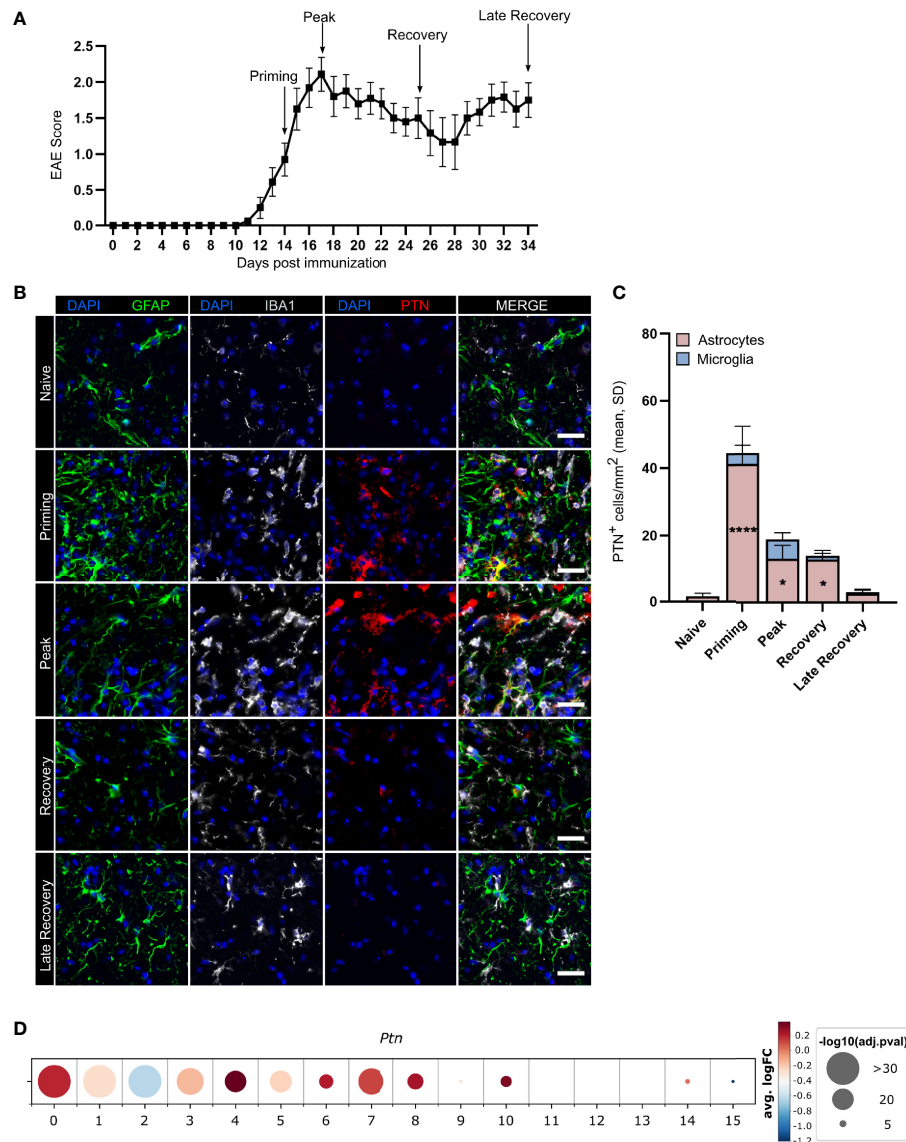 A
Peak
Late Recovery
Recovery
Priming
2.5
2.0
1.5
1.0
0.5
0.0
EAE Score
0 2 4 6 8 10 12 14 16 18 20 22 24 26 28 30 32 34
Days post immunization
B
DAPI GFAP DAPI IBA1 DAPI PTN MERGE
Naive
Priming
Peak
Recovery
Late Recovery
C
80
60
40
20
0
PTN+ cells/mm2 (mean, SD)
Astrocytes
Microglia
****
*
*
Naive
Priming
Peak
Recovery
Late Recovery
D
Ptn
0 1 2 3 4 5 6 7 8 9 10 11 12 13 14 15
avg. logFC
0.2
0.0
-0.2
-0.4
-0.6
-0.8
-1.0
-1.2
-log10(adj.pval)
>30
20
5